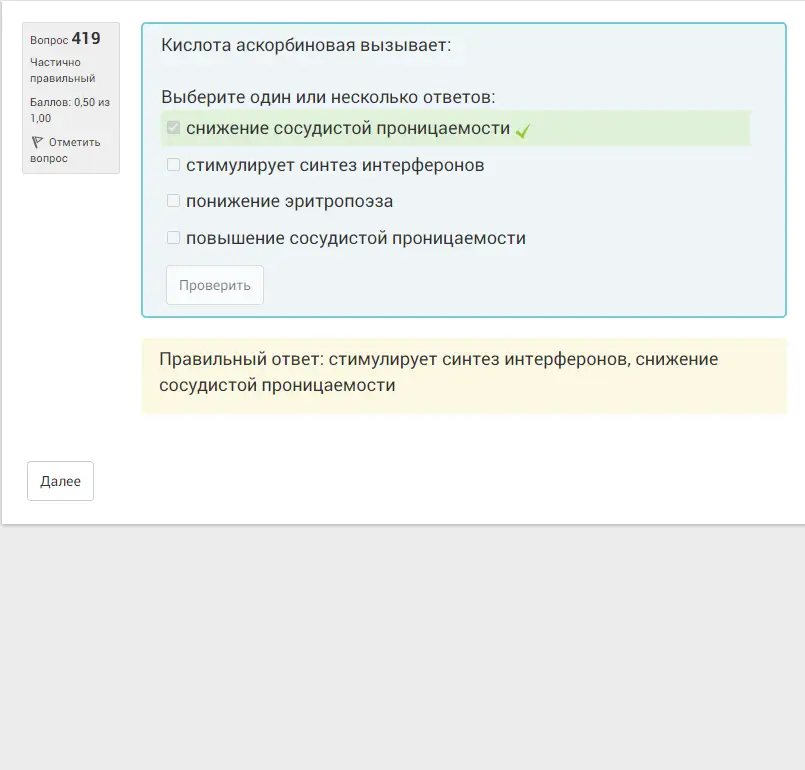 Вопрос 419
Частично
правильный
Баллов: 0,50 из
1,00
Отметить
вопрос
Кислота аскорбиновая вызывает:
Выберите один или несколько ответов:
снижение сосудистой проницаемости
стимулирует синтез интерферонов
понижение эритропоэза
повышение сосудистой проницаемости
Проверить
Правильный ответ: стимулирует синтез интерферонов, снижение
сосудистой проницаемости
Далее